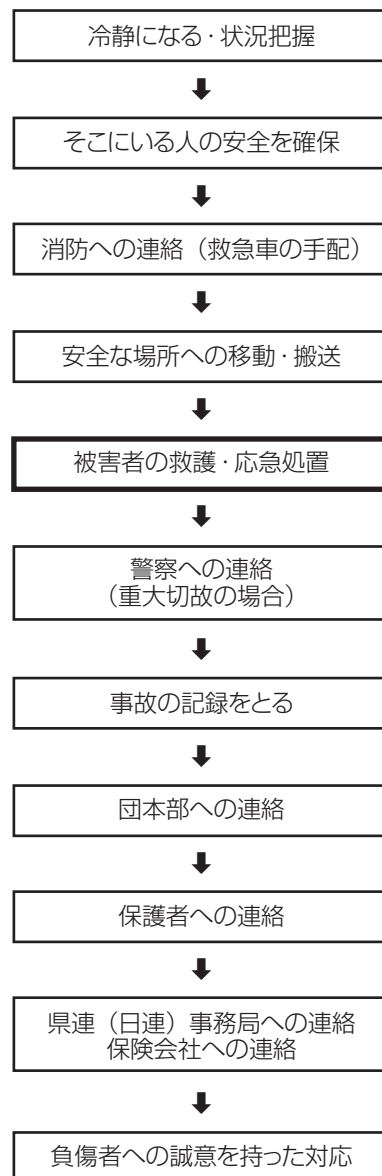 冷静になる・状況把握
そこにいる人の安全を確保
消防への連絡（救急車の手配）
安全な場所への移動・搬送
被害者の救護・応急処置
警察への連絡
（重大切故の場合）
事故の記録をとる
団本部への連絡
保護者への連絡
県連（日連）事務局への連絡
保険会社への連絡
負傷者への誠意を持った対応